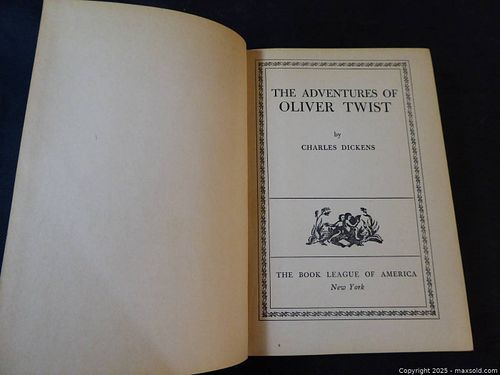 THE ADVENTURES OF
OLIVER TWIST
by
CHARLES DICKENS
THE BOOK LEAGUE OF AMERICA
New York
Copyright 2025 - maxsold.com